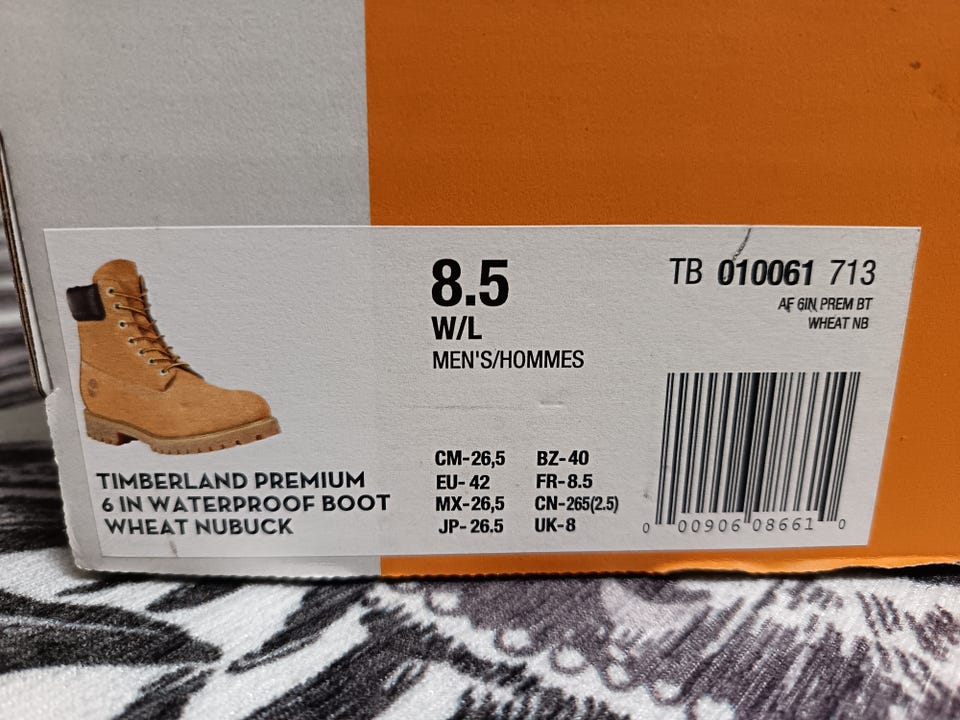 TIMBERLAND PREMIUM
6 IN WATERPROOF BOOT
WHEAT NUBUCK
8.5
W/L
MEN'S/HOMMES
CM-26,5 BZ-40
EU-42 FR-8.5
MX-26,5 CN-265(2.5)
JP-26.5 UK-8
TB 010061 713
AF 6IN PREM BT
WHEAT NB
0 00906 08661 0